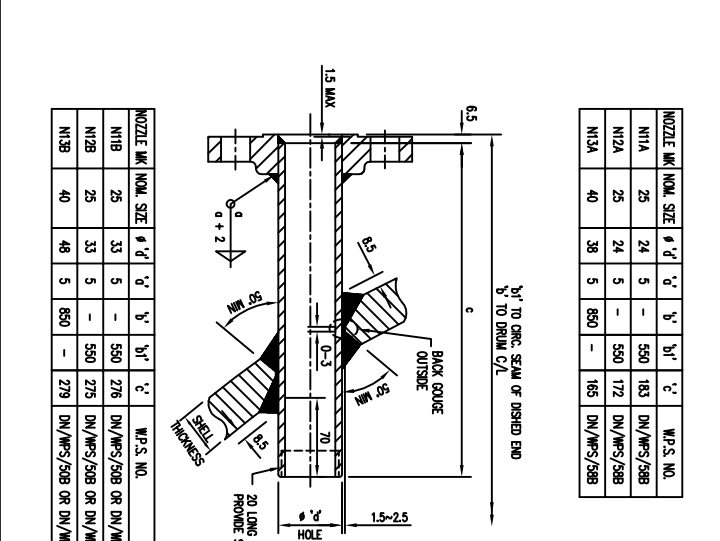 NOZZLE MK NOM. SIZE ø 'd' 'a' 'b' 'b1' 'c' W.P.S. NO.
N11A 25 24 5 - 550 183 DN/WPS/58B
N12A 25 24 5 - 550 172 DN/WPS/58B
N13A 40 38 5 850 - 165 DN/WPS/58B
'b1' TO CIRC. SEAM OF DISHED END
'b' TO DRUM C/L
6.5
c
1.5 MAX
8.5
BACK GOUGE
OUTSIDE
50° MIN
50° MIN
0-3
70
a
a + 2
SHELL
THICKNESS
8.5
1.5~2.5
ø 'd'
HOLE
20 LONG
PROVIDE
NOZZLE MK NOM. SIZE ø 'd' 'a' 'b' 'b1' 'c' W.P.S. NO.
N11B 25 33 5 - 550 276 DN/WPS/50B OR DN/W
N12B 25 33 5 - 550 275 DN/WPS/50B OR DN/W
N13B 40 48 5 850 - 279 DN/WPS/50B OR DN/W